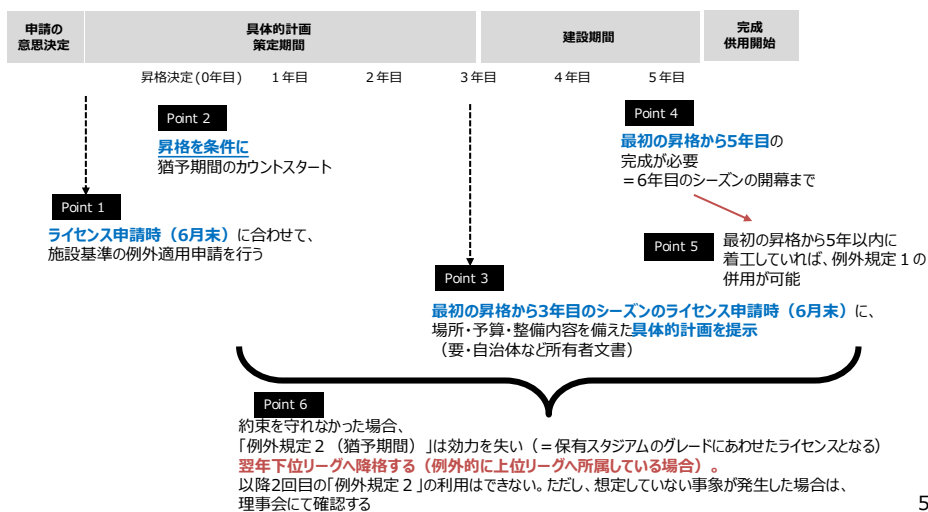 申請の
意思決定
具体的計画
策定期間
建設期間
完成
供用開始
昇格決定(0年目)
1年目
2年目
3年目
4年目
5年目
Point 2
昇格を条件に
猶予期間のカウントスタート
Point 4
最初の昇格から5年目の
完成が必要
=6年目のシーズンの開幕まで
Point 1
ライセンス申請時(6月末)に合わせて、
施設基準の例外適用申請を行う
Point 5
最初の昇格から5年以内に
着工していれば、例外規定1の
併用が可能
Point 3
最初の昇格から3年目のシーズンのライセンス申請時(6月末)に、
場所・予算・整備内容を備えた具体的計画を提示
(要・自治体など所有者文書)
Point 6
約束を守れなかった場合、
「例外規定2(猶予期間)」は効力を失い(=保有スタジアムのグレードにあわせたライセンスとなる)
翌年下位リーグへ降格する(例外的に上位リーグへ所属している場合)。
以降2回目の「例外規定2」の利用はできない。ただし、想定していない事象が発生した場合は、
理事会にて確認する
5